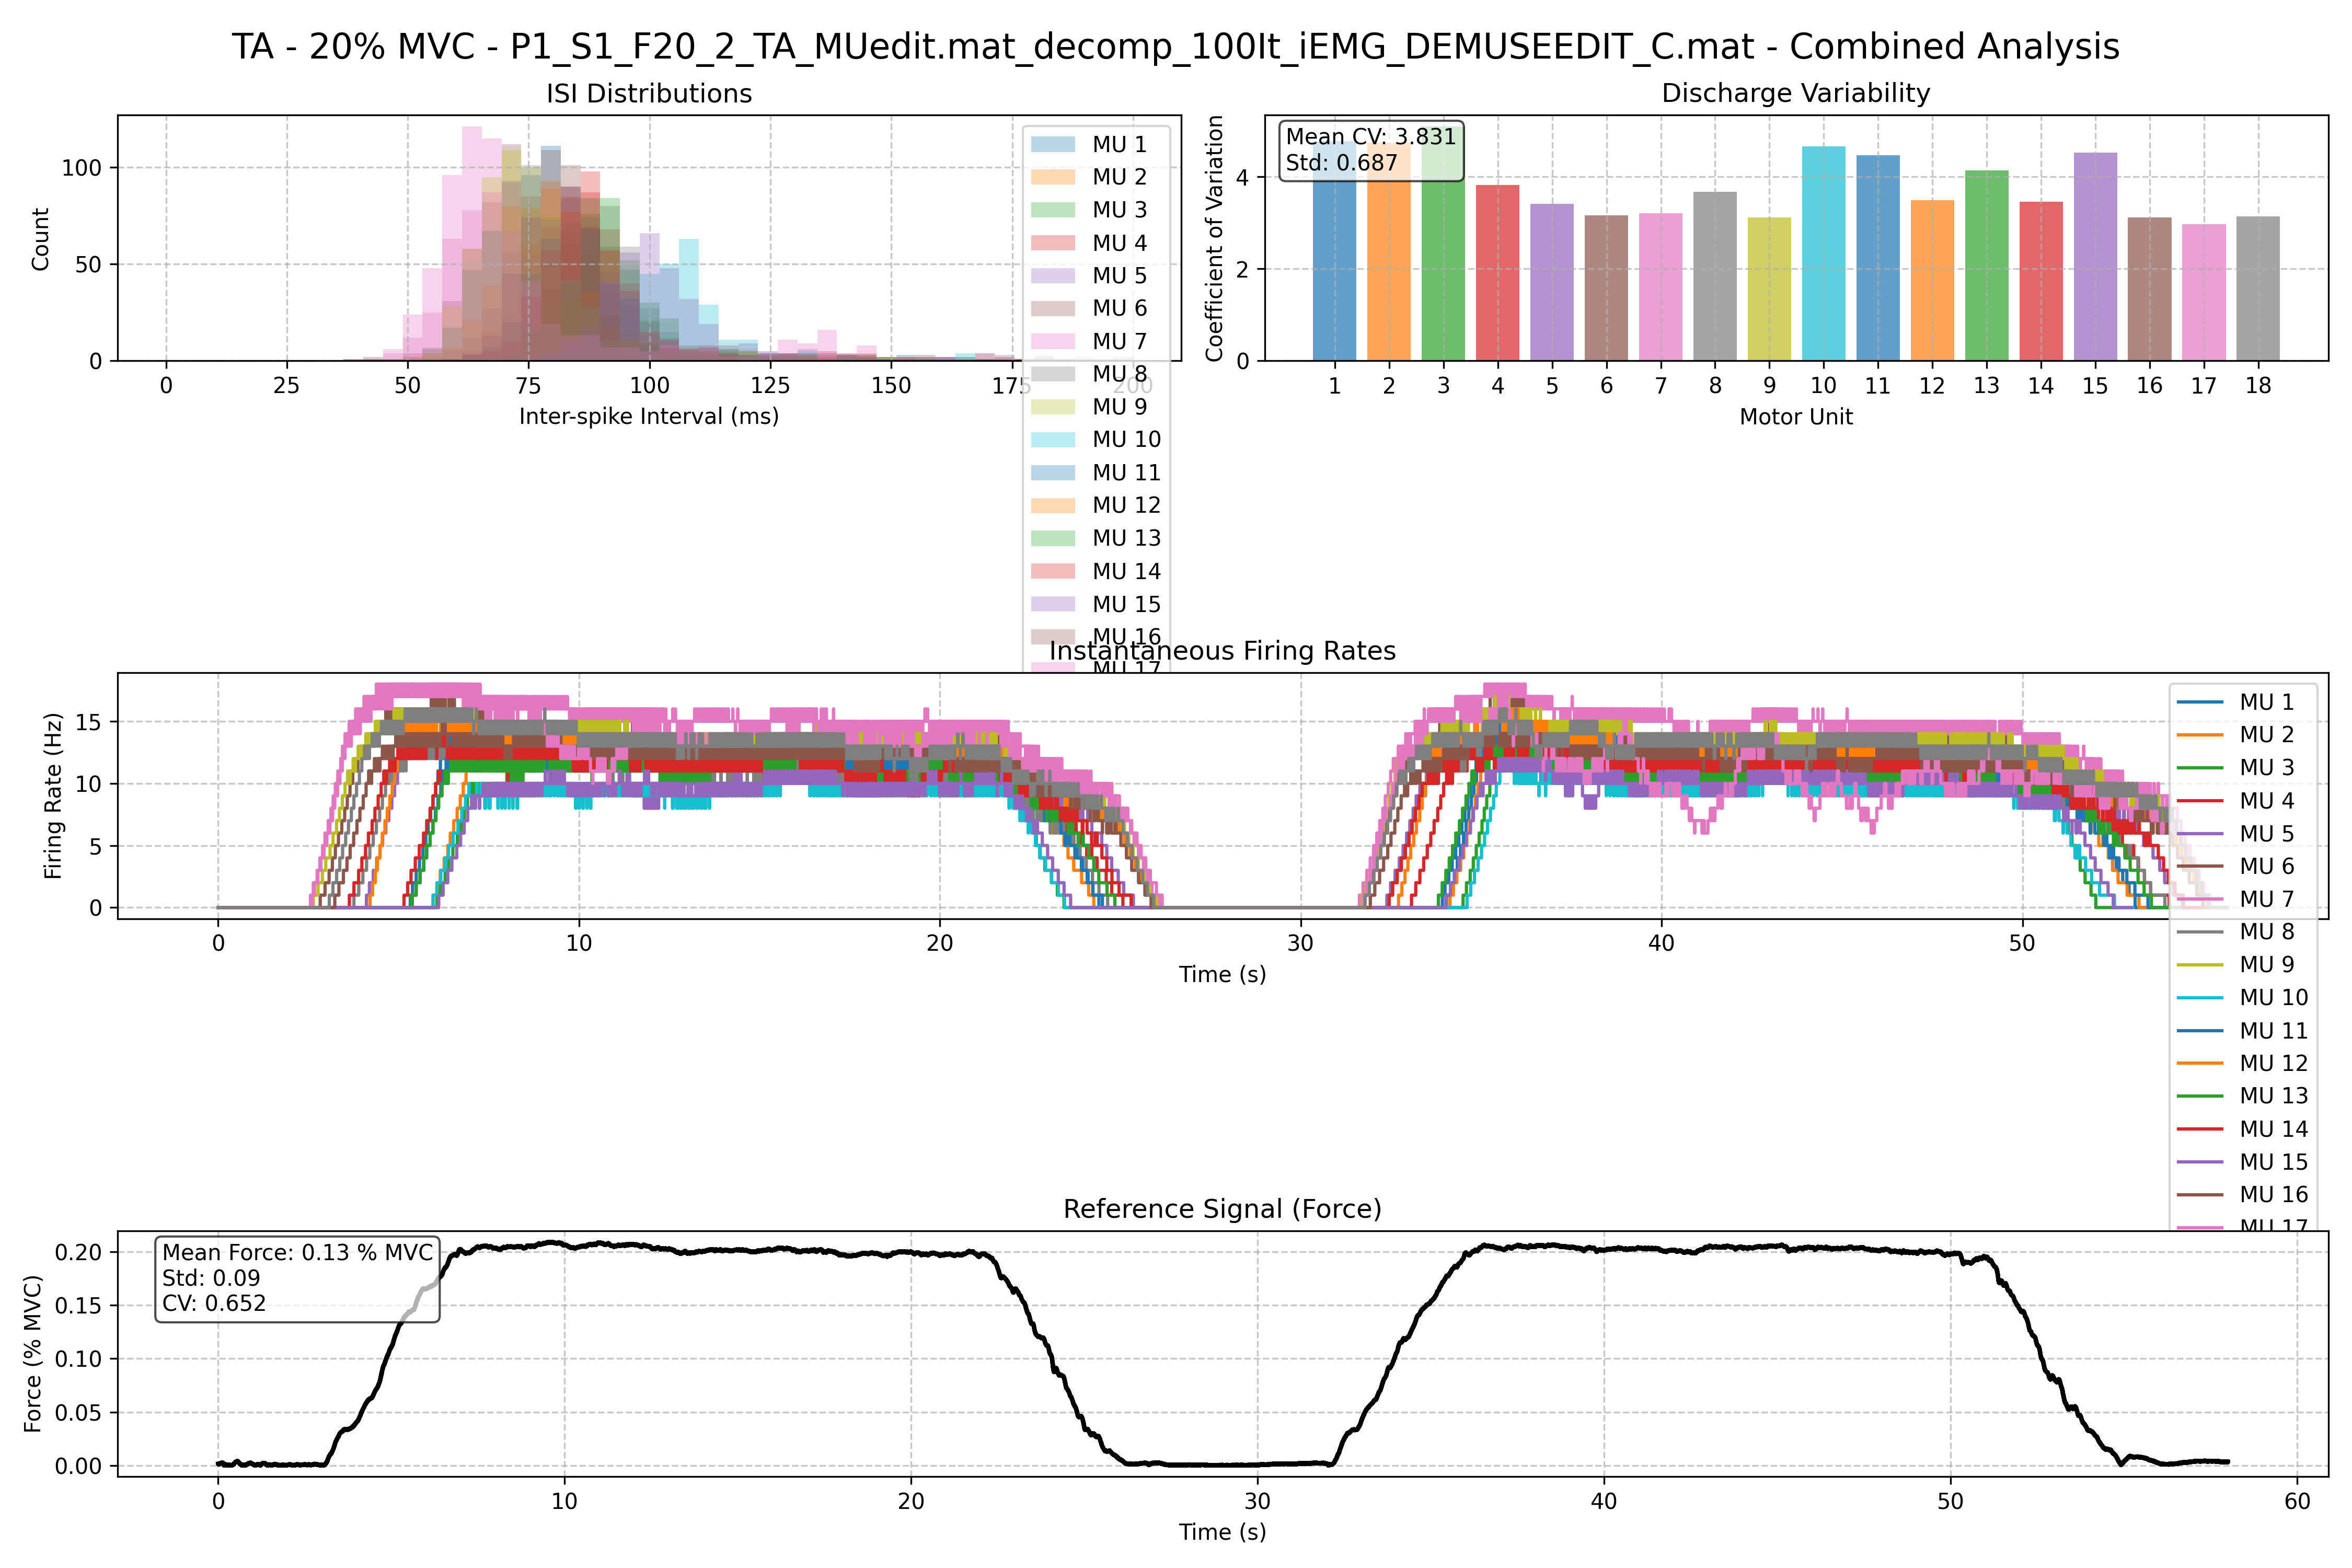 TA - 20% MVC - P1_S1_F20_2_TA_MUedit.mat_decomp_100It_iEMG_DEMUSEEDIT_C.mat - Combined Analysis
ISI Distributions
Count
100
50
0
0 25 50 75 100 125 150 175 200
Inter-spike Interval (ms)
MU 1
MU 2
MU 3
MU 4
MU 5
MU 6
MU 7
MU 8
MU 9
MU 10
MU 11
MU 12
MU 13
MU 14
MU 15
MU 16
MU 17
Discharge Variability
Coefficient of Variation
Mean CV: 3.831
Std: 0.687
4
2
0
1 2 3 4 5 6 7 8 9 10 11 12 13 14 15 16 17 18
Motor Unit
Instantaneous Firing Rates
Firing Rate (Hz)
15
10
5
0
0 10 20 30 40 50
Time (s)
MU 1
MU 2
MU 3
MU 4
MU 5
MU 6
MU 7
MU 8
MU 9
MU 10
MU 11
MU 12
MU 13
MU 14
MU 15
MU 16
MU 17
Reference Signal (Force)
Force (% MVC)
Mean Force: 0.13 % MVC
Std: 0.09
CV: 0.652
0.20
0.15
0.10
0.05
0.00
0 10 20 30 40 50 60
Time (s)